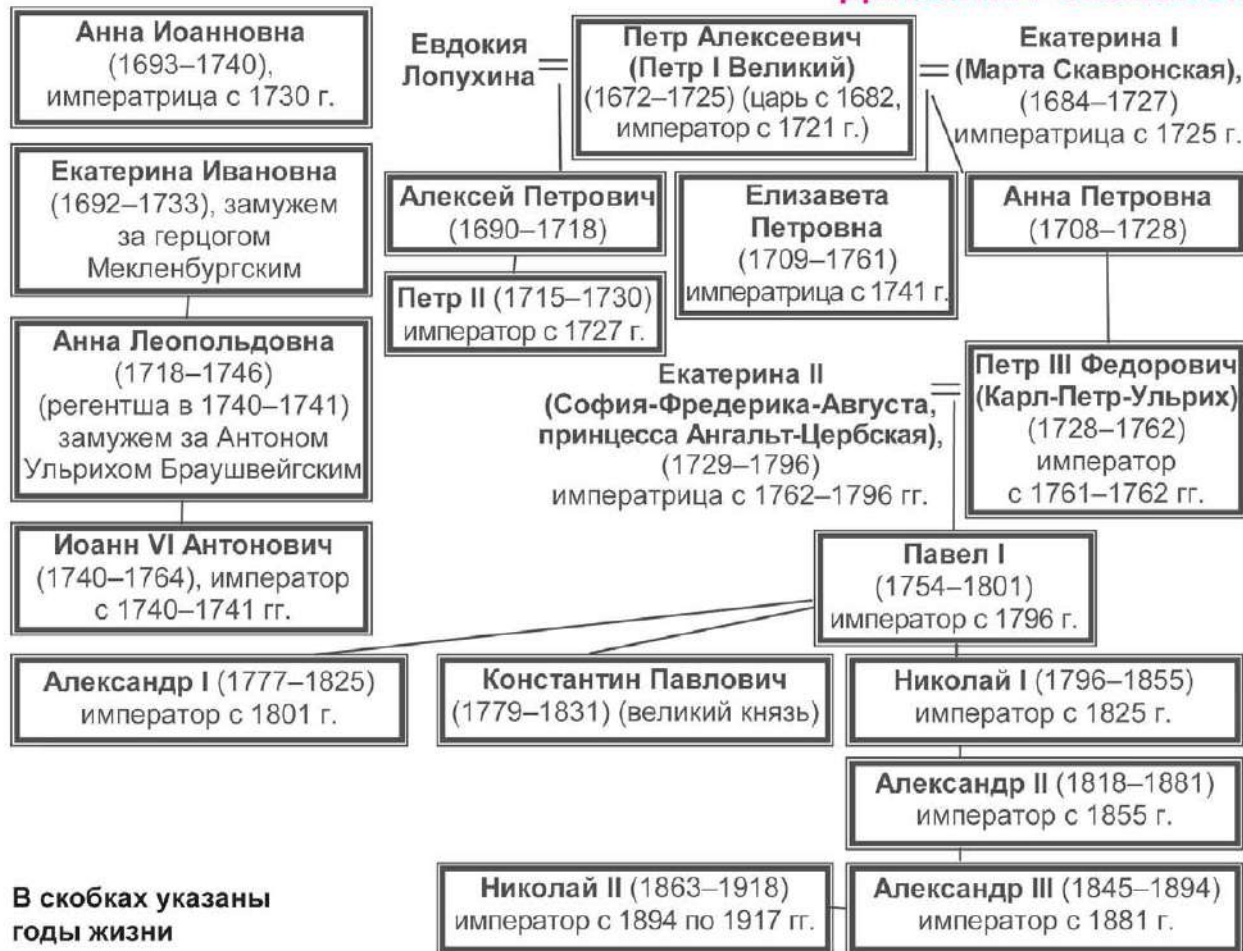 Анна Иоанновна
(1693–1740),
императрица с 1730 г.
Екатерина Ивановна
(1692–1733), замужем
за герцогом
Мекленбургским
Анна Леопольдовна
(1718–1746)
(регентша в 1740–1741)
замужем за Антоном
Ульрихом Браушвейгским
Иоанн VI Антонович
(1740–1764), император
с 1740–1741 гг.
Евдокия
Лопухина
=
Петр Алексеевич
(Петр I Великий)
(1672–1725) (царь с 1682,
император с 1721 г.)
=
Екатерина I
(Марта Скавронская),
(1684–1727)
императрица с 1725 г.
Алексей Петрович
(1690–1718)
Петр II (1715–1730)
император с 1727 г.
Елизавета
Петровна
(1709–1761)
императрица с 1741 г.
Анна Петровна
(1708–1728)
Екатерина II
(София-Фредерика-Августа,
принцесса Ангальт-Цербская),
(1729–1796)
императрица с 1762–1796 гг.
=
Петр III Федорович
(Карл-Петр-Ульрих)
(1728–1762)
император
с 1761–1762 гг.
Павел I
(1754–1801)
император с 1796 г.
Александр I (1777–1825)
император с 1801 г.
Константин Павлович
(1779–1831) (великий князь)
Николай I (1796–1855)
император с 1825 г.
Александр II (1818–1881)
император с 1855 г.
Николай II (1863–1918)
император с 1894 по 1917 гг.
Александр III (1845–1894)
император с 1881 г.
В скобках указаны
годы жизни